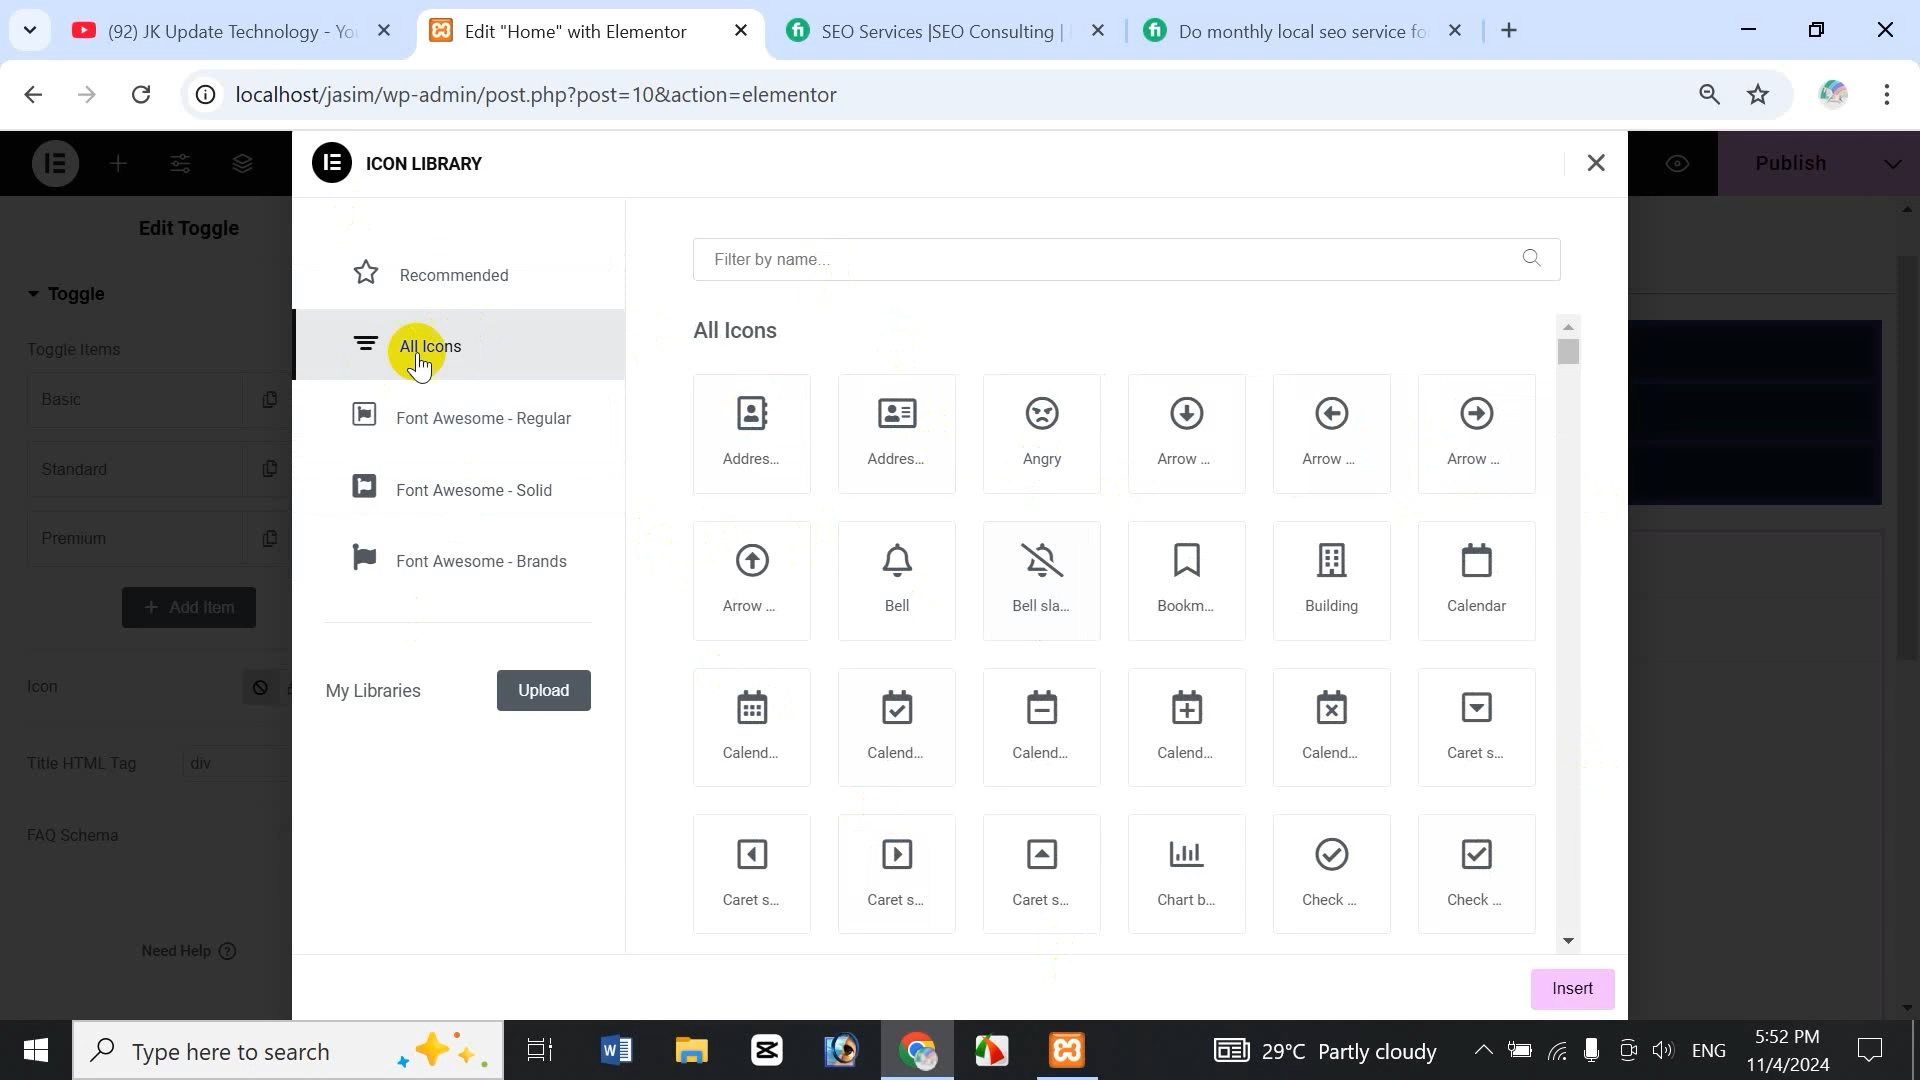 (92) JK Update Technology - Yo
Edit "Home" with Elementor
SEO Services |SEO Consulting |
Do monthly local seo service fo
localhost/jasim/wp-admin/post.php?post=10&action=elementor
ICON LIBRARY
Publish
Edit Toggle
Toggle
Toggle Items
Basic
Standard
Premium
Add Item
Icon
Title HTML Tag
div
FAQ Schema
Need Help
Recommended
All Icons
Font Awesome - Regular
Font Awesome - Solid
Font Awesome - Brands
My Libraries
Upload
Filter by name...
All Icons
Addres... Addres... Angry Arrow ... Arrow ... Arrow ...
Arrow ... Bell Bell sla... Bookm... Building Calendar
Calend... Calend... Calend... Calend... Calend... Caret s...
Caret s... Caret s... Caret s... Chart b... Check ... Check ...
Insert
Type here to search
29°C Partly cloudy
ENG
5:52 PM
11/4/2024